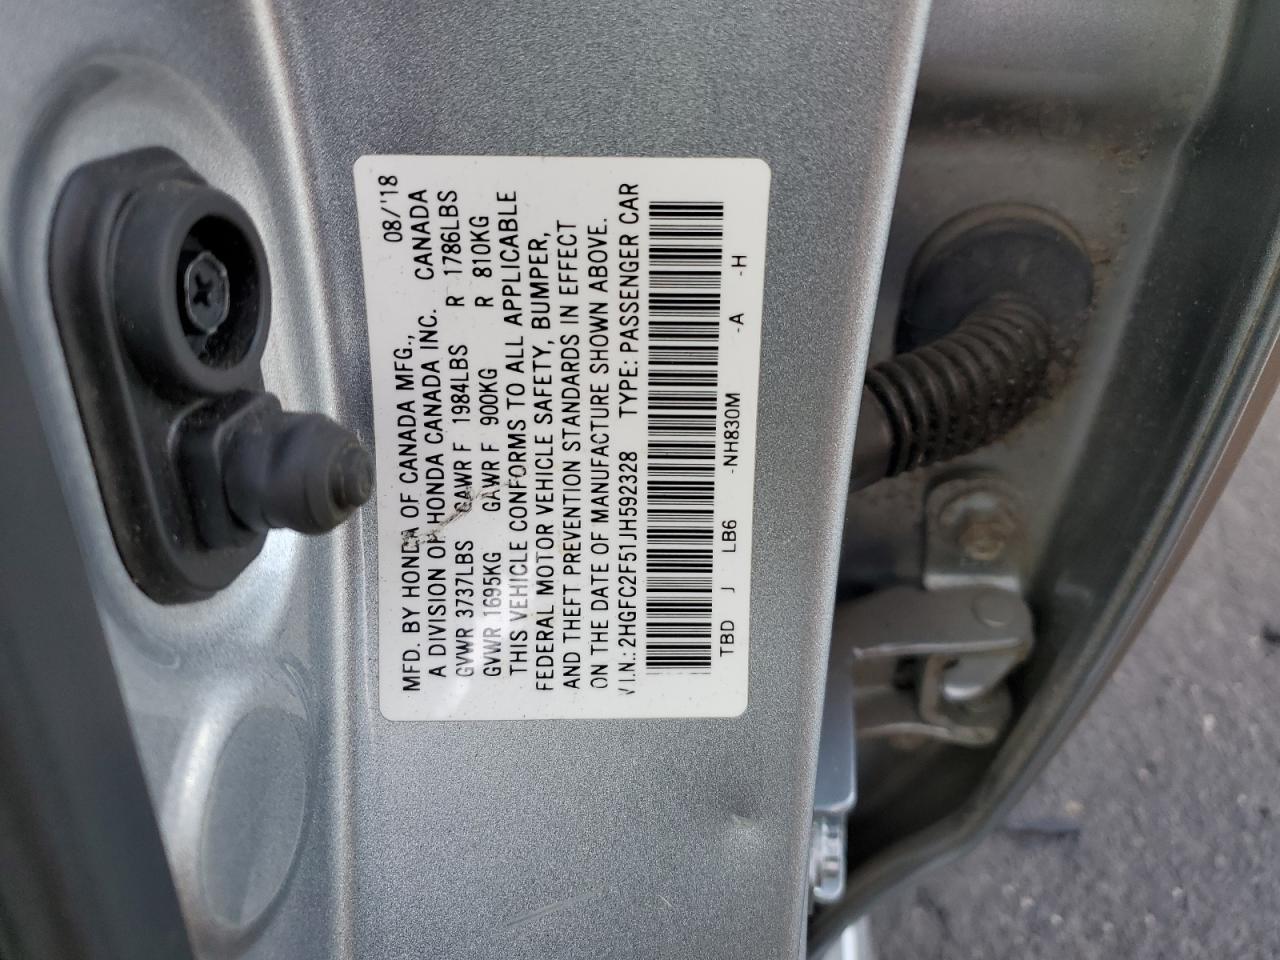 MFD. BY HONDA OF CANADA MFG., 08/'18
A DIVISION OF HONDA CANADA INC. CANADA
GVWR 3737LBS GAWR F 1984LBS R 1786LBS
GVWR 1695KG GAWR F 900KG R 810KG
THIS VEHICLE CONFORMS TO ALL APPLICABLE
FEDERAL MOTOR VEHICLE SAFETY, BUMPER,
AND THEFT PREVENTION STANDARDS IN EFFECT
ON THE DATE OF MANUFACTURE SHOWN ABOVE.
V.I.N.: 2HGFC2F51JH592328 TYPE: PASSENGER CAR
TBD J LB6 -NH830M -A -H